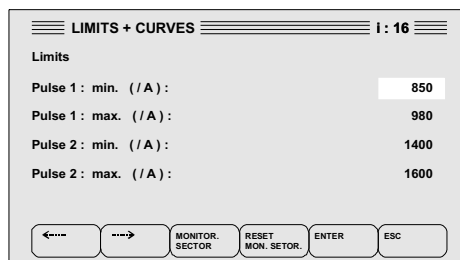 LIMITS + CURVES i : 16
Limits
Pulse 1 : min. ( / A ) : 850
Pulse 1 : max. ( / A ) : 980
Pulse 2 : min. ( / A ) : 1400
Pulse 2 : max. ( / A ) : 1600
MONITOR. SECTOR RESET MON. SETOR. ENTER ESC